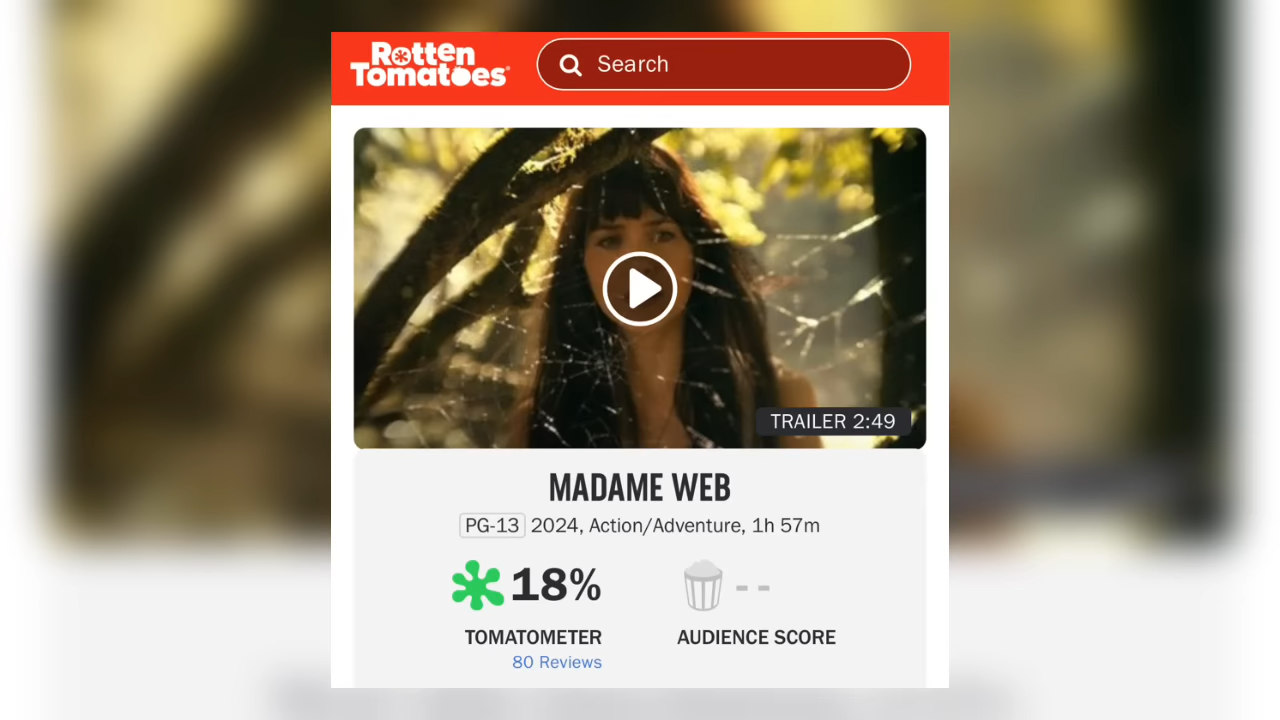 Rotten
Tomatoes
Search
TRAILER 2:49
MADAME WEB
PG-13 2024, Action/Adventure, 1h 57m
18% - -
TOMATOMETER AUDIENCE SCORE
80 Reviews